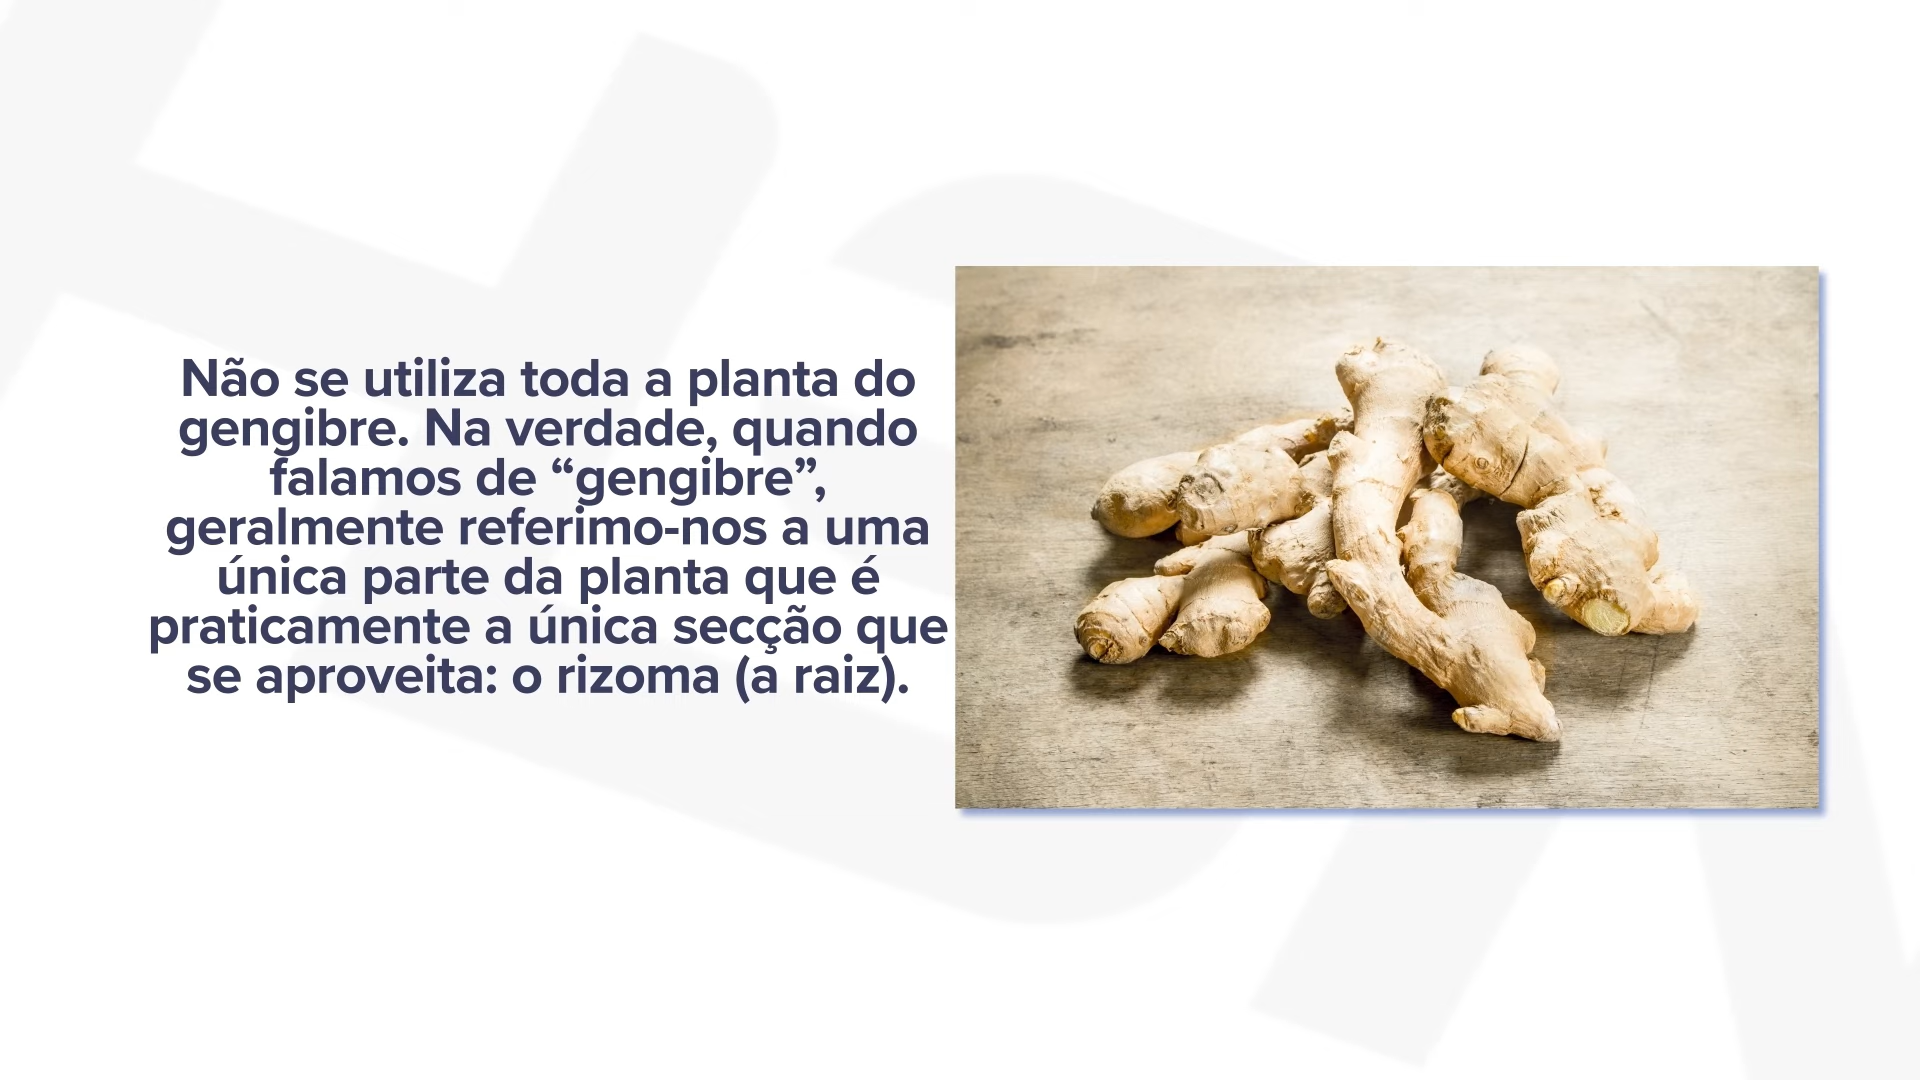 Não se utiliza toda a planta do
gengibre. Na verdade, quando
falamos de “gengibre”,
geralmente referimo-nos a uma
única parte da planta que é
praticamente a única secção que
se aproveita: o rizoma (a raiz).